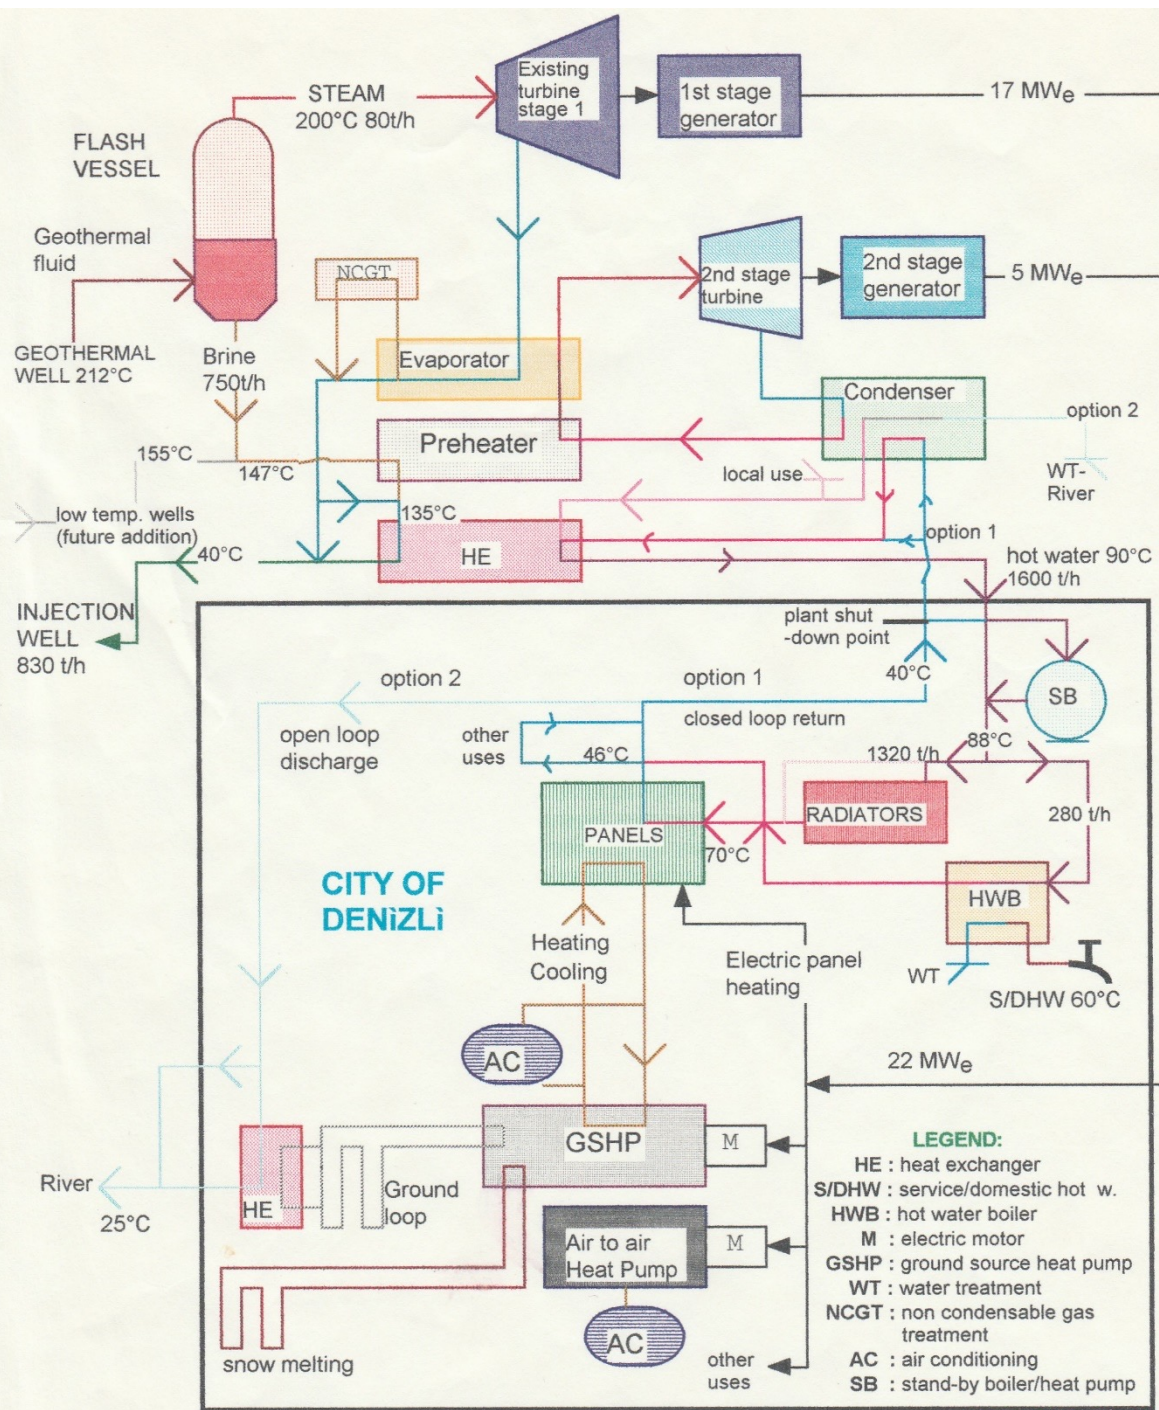 STEAM
200°C 80t/h
Existing
turbine
stage 1
1st stage
generator
17 MWe
FLASH
VESSEL
Geothermal
fluid
NCGT
2nd stage
turbine
2nd stage
generator
5 MWe
GEOTHERMAL
WELL 212°C
Brine
750t/h
Evaporator
Condenser
option 2
Preheater
155°C
147°C
local use
WT-
River
low temp. wells
(future addition)
135°C
HE
option 1
40°C
hot water 90°C
1600 t/h
INJECTION
WELL
830 t/h
plant shut
-down point
option 2
option 1
40°C
SB
open loop
discharge
other
uses
closed loop return
46°C
1320 t/h
88°C
PANELS
RADIATORS
280 t/h
70°C
CITY OF
DENİZLİ
HWB
Heating
Cooling
Electric panel
heating
WT
S/DHW 60°C
AC
22 MWe
GSHP
M
River
25°C
HE
Ground
loop
Air to air
Heat Pump
M
snow melting
AC
other
uses
LEGEND:
HE : heat exchanger
S/DHW : service/domestic hot w.
HWB : hot water boiler
M : electric motor
GSHP : ground source heat pump
WT : water treatment
NCGT : non condensable gas
treatment
AC : air conditioning
SB : stand-by boiler/heat pump